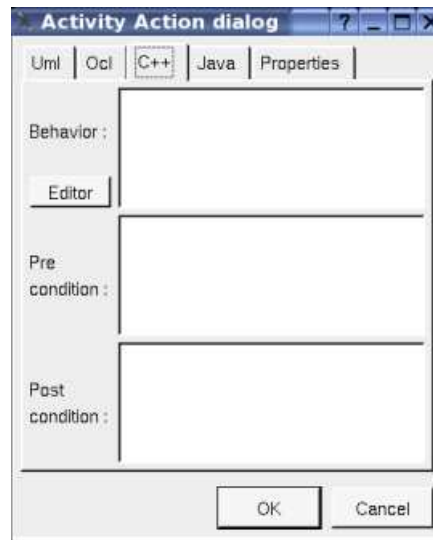 Activity Action dialog
Uml Ocl C++ Java Properties
Behavior :
Editor
Pre
condition :
Post
condition :
OK Cancel